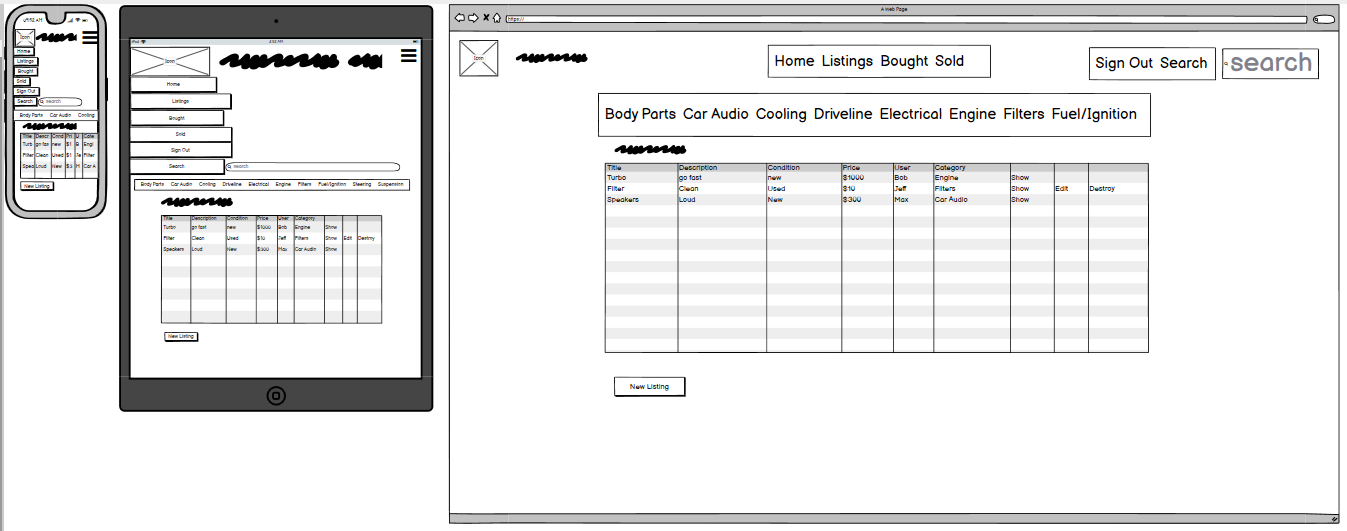 09:52 AM
Icon
Home
Listings
Bought
Sold
Sign Out
Search search
Body Parts Car Audio Cooling
Title Descr Cond Pri U Cate
Turb go fas new $1 B Engi
Filter Clean Used $1 Je Filter
Spea Loud New $3 M Car A
New Listing
iPad
Icon
Home
Listings
Bought
Sold
Sign Out
Search search
Body Parts Car Audio Cooling Driveline Electrical Engine Filters Fuel/Ignition Steering Suspension
Title Description Condition Price User Category
Turbo go fast new $1000 Bob Engine Show
Filter Clean Used $10 Jeff Filters Show Edit Destroy
Speakers Loud New $300 Max Car Audio Show
New Listing
A Web Page
https://
Icon
Home Listings Bought Sold
Sign Out Search search
Body Parts Car Audio Cooling Driveline Electrical Engine Filters Fuel/Ignition
Title Description Condition Price User Category
Turbo go fast new $1000 Bob Engine Show
Filter Clean Used $10 Jeff Filters Show Edit Destroy
Speakers Loud New $300 Max Car Audio Show
New Listing